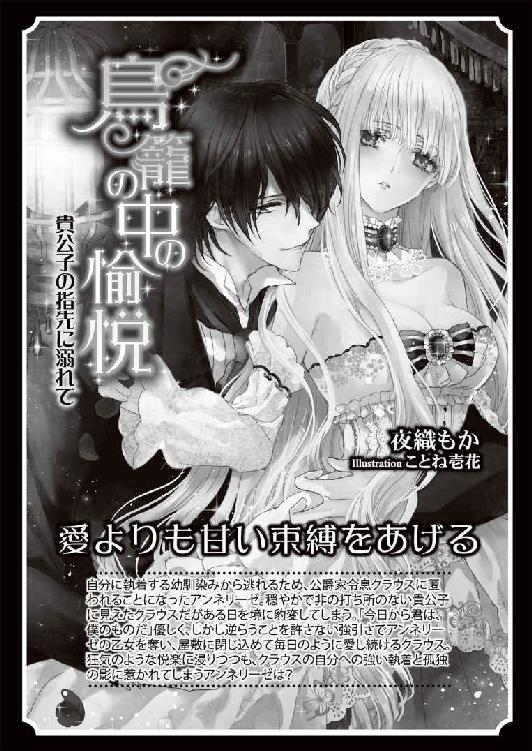 鳥籠の中の愉悦
貴公子の指先に溺れて
夜織もか
Illustration ことね壱花
愛よりも甘い束縛をあげる
自分に執着する幼馴染みから逃れるため、公爵家令息クラウスに匿
われることになったアンネリーゼ。穏やかで非の打ち所のない貴公子
に見えたクラウスだがある日を境に豹変してしまう。「今日から君は、
僕のものだ」優しく、しかし逆らうことを許さない強引さでアンネリー
ゼの乙女を奪い、屋敷に閉じ込めて毎日のように愛し続けるクラウス。
狂気のような悦楽に浸りつつも、クラウスの自分への強い執着と孤独
の影に惹かれてしまうアンネリーゼは?